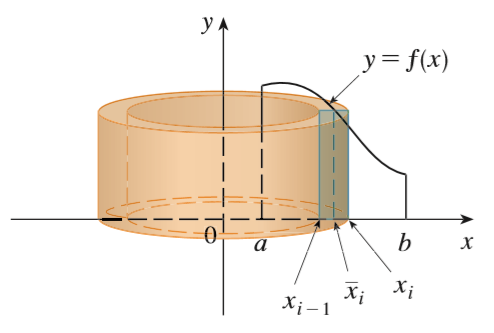 y
y = f(x)
0 a b x
x_{i-1} x̄_i x_i